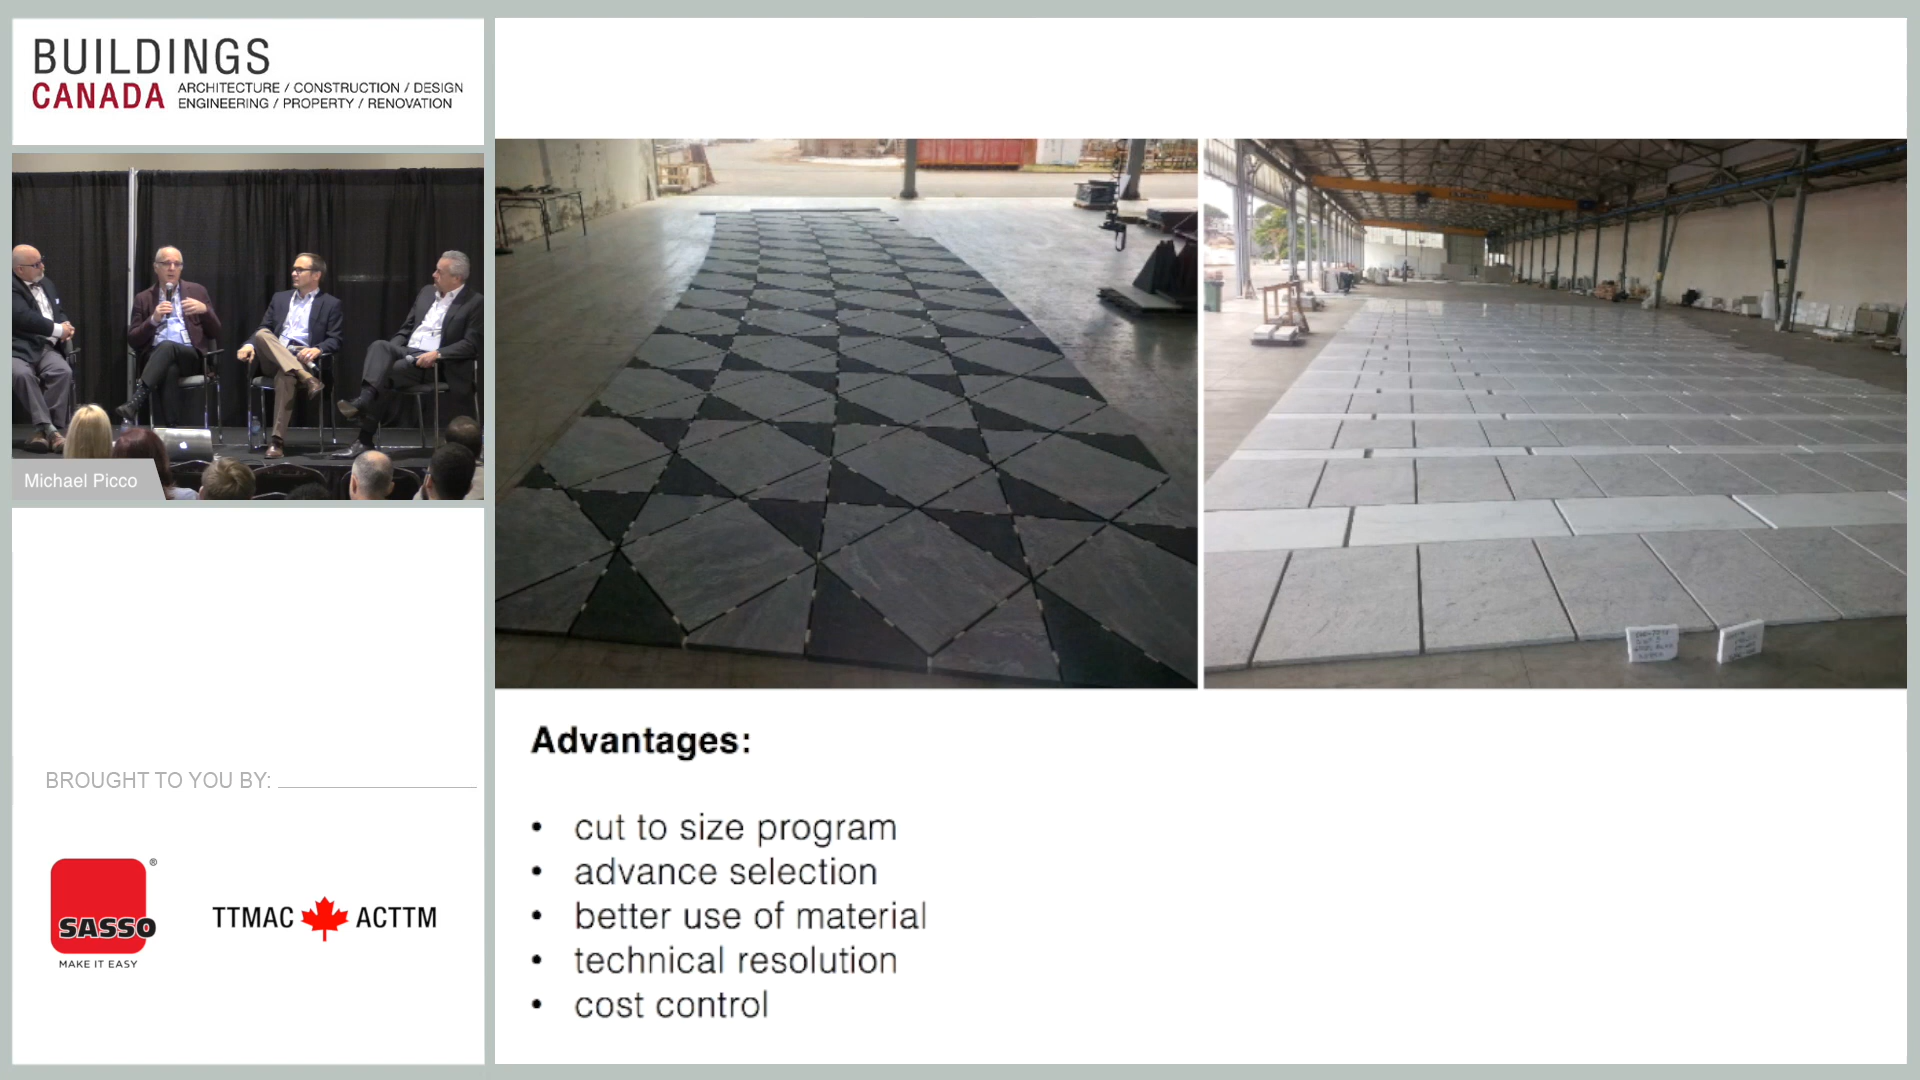 BUILDINGS
CANADA
ARCHITECTURE / CONSTRUCTION / DESIGN
ENGINEERING / PROPERTY / RENOVATION
Michael Picco
BROUGHT TO YOU BY:
SASSO
®
MAKE IT EASY
TTMAC ACTTM
Advantages:
• cut to size program
• advance selection
• better use of material
• technical resolution
• cost control